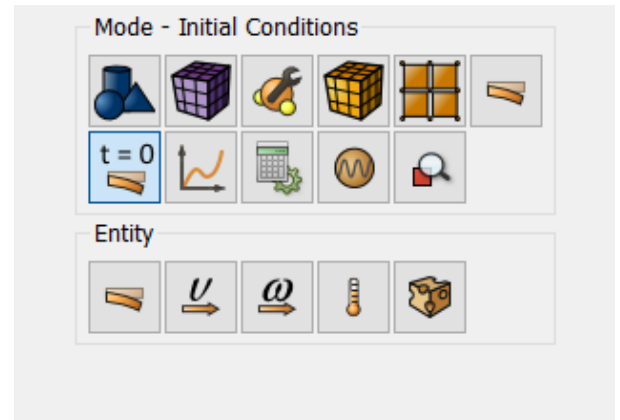 Mode - Initial Conditions
t = 0
Entity
υ
ω